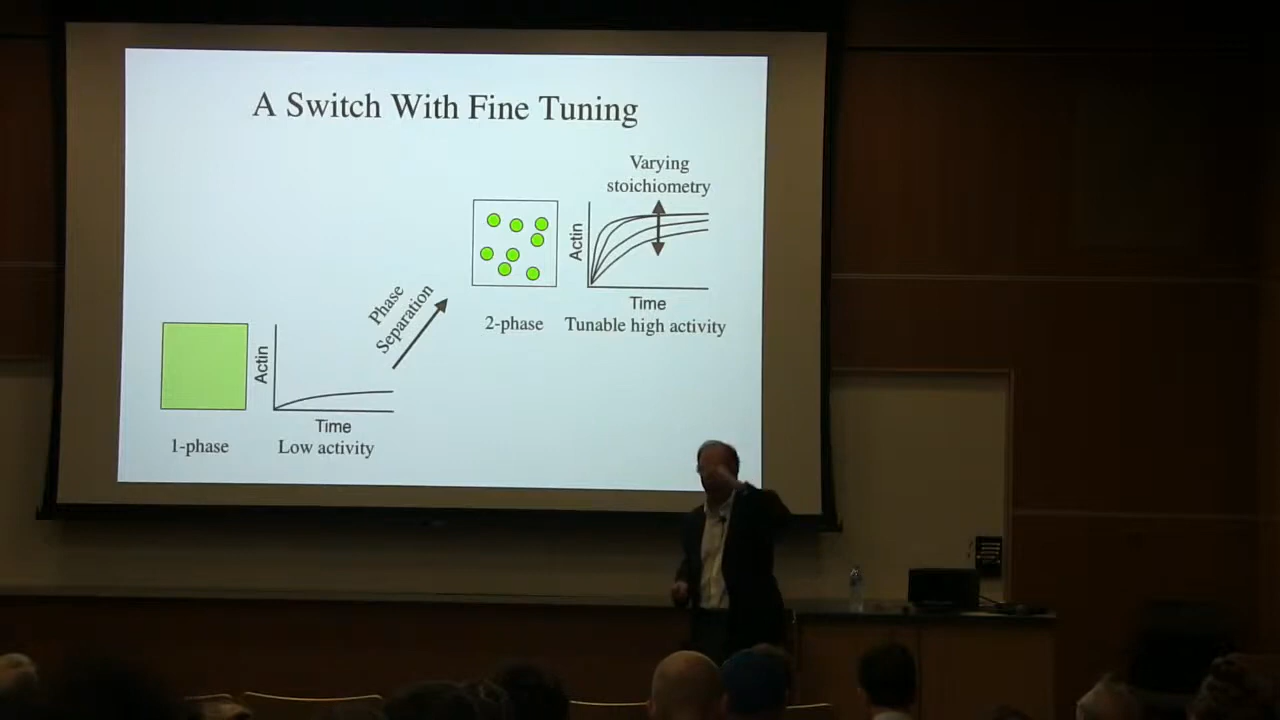 A Switch With Fine Tuning
Varying
stoichiometry
Actin
Time
2-phase
Tunable high activity
Phase
Separation
Actin
Time
1-phase
Low activity